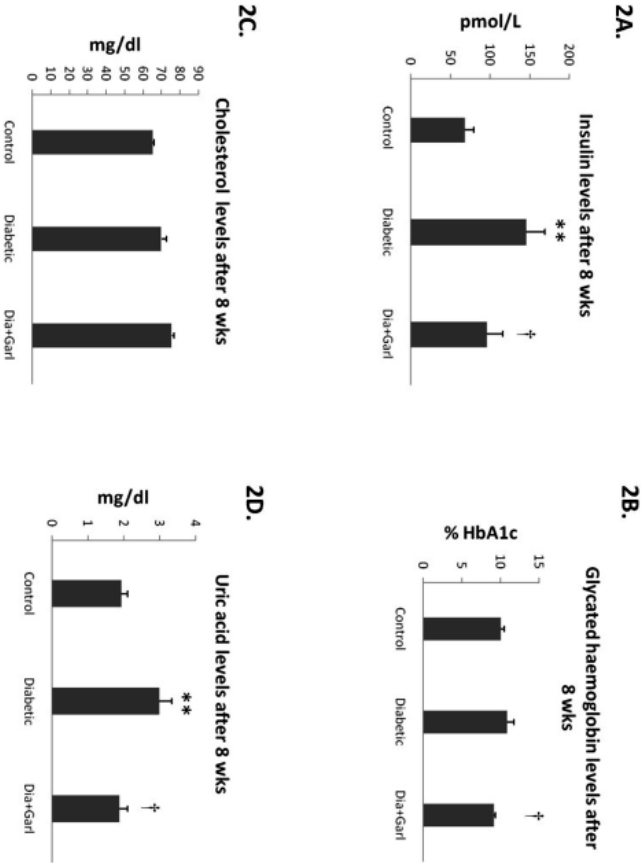 2A.
Insulin levels after 8 wks
pmol/L
200
150
100
50
0
**
†
Control
Diabetic
Dia+Garl
2B.
Glycated haemoglobin levels after
8 wks
% HbA1c
15
10
5
0
†
Control
Diabetic
Dia+Garl
2C.
Cholesterol levels after 8 wks
mg/dl
90
80
70
60
50
40
30
20
10
0
Control
Diabetic
Dia+Garl
2D.
Uric acid levels after 8 wks
mg/dl
4
3
2
1
0
**
†
Control
Diabetic
Dia+Garl